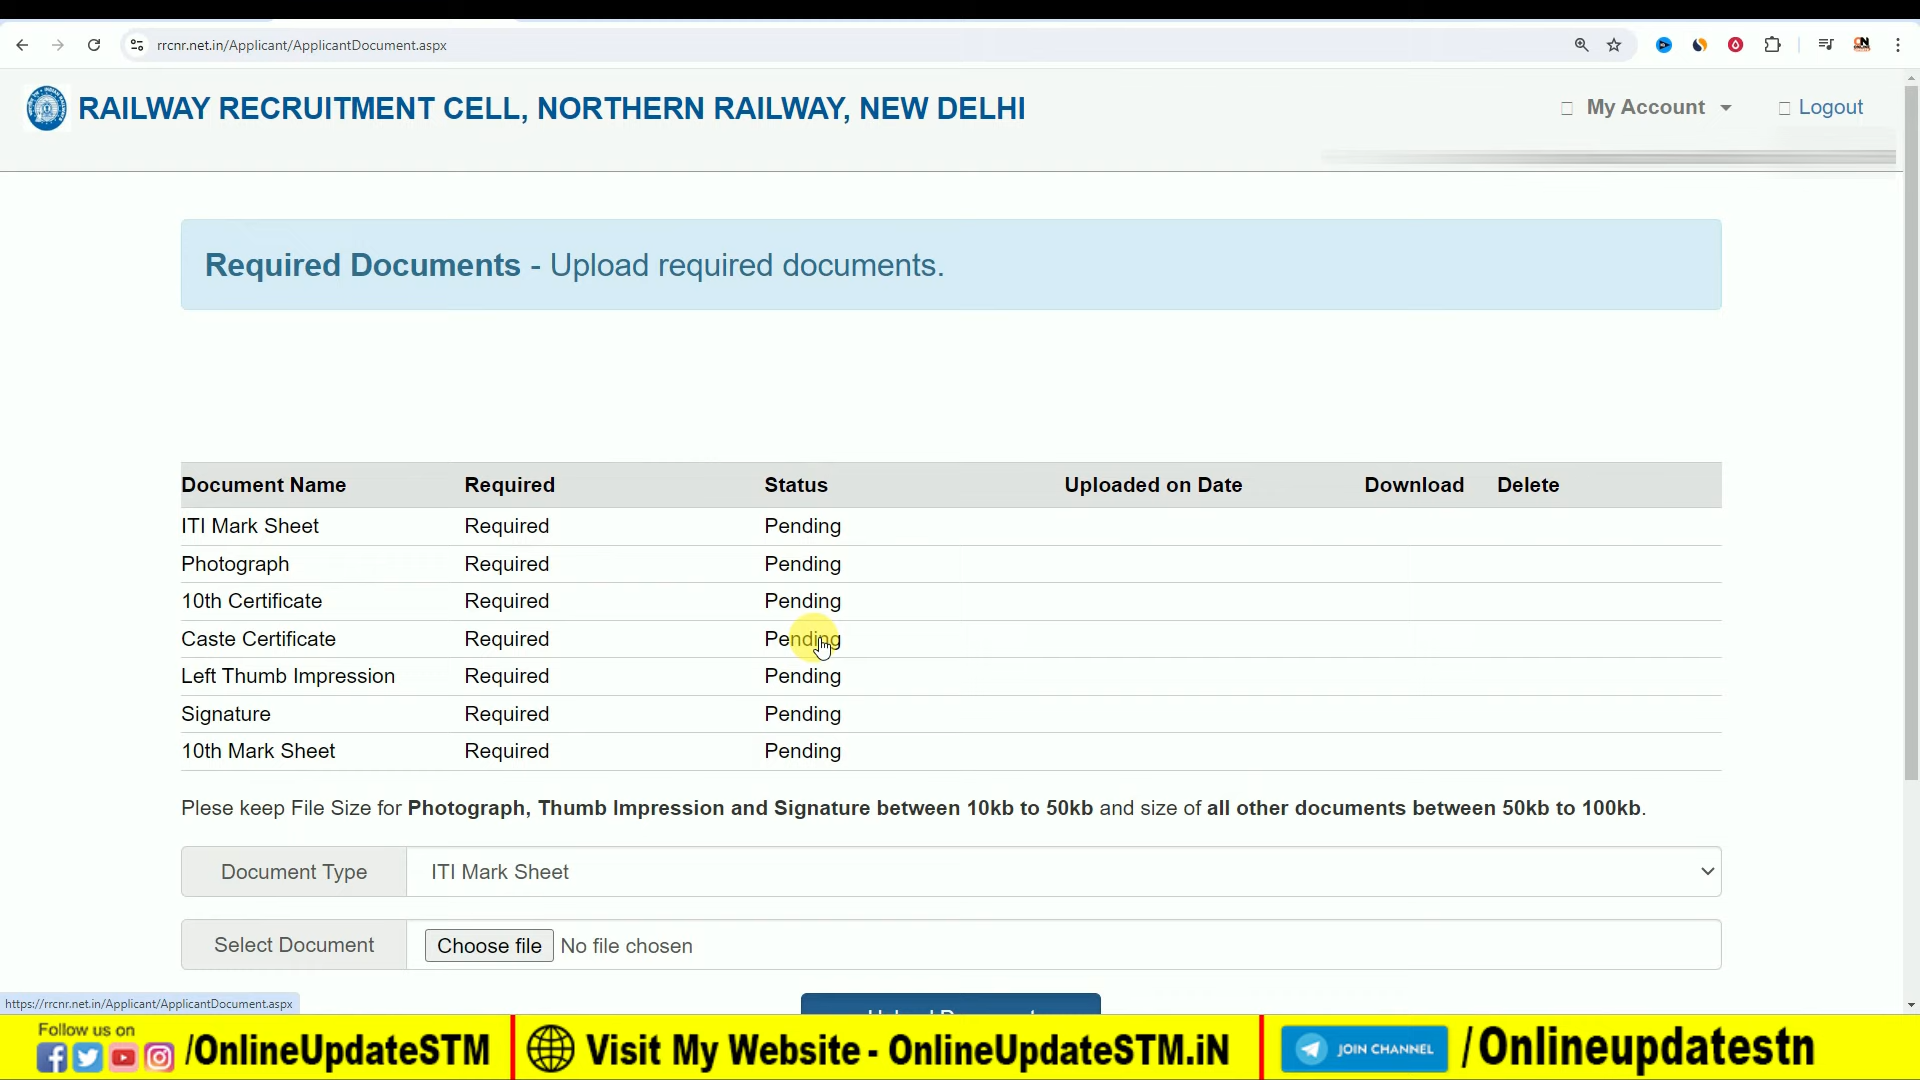 rrcnr.net.in/Applicant/ApplicantDocument.aspx
RAILWAY RECRUITMENT CELL, NORTHERN RAILWAY, NEW DELHI
My Account
Logout
Required Documents - Upload required documents.
Document Name Required Status Uploaded on Date Download Delete
ITI Mark Sheet Required Pending
Photograph Required Pending
10th Certificate Required Pending
Caste Certificate Required Pending
Left Thumb Impression Required Pending
Signature Required Pending
10th Mark Sheet Required Pending
Plese keep File Size for Photograph, Thumb Impression and Signature between 10kb to 50kb and size of all other documents between 50kb to 100kb.
Document Type ITI Mark Sheet
Select Document Choose file No file chosen
https://rrcnr.net.in/Applicant/ApplicantDocument.aspx
Follow us on
/OnlineUpdateSTM
Visit My Website - OnlineUpdateSTM.iN
JOIN CHANNEL
/Onlineupdatestn